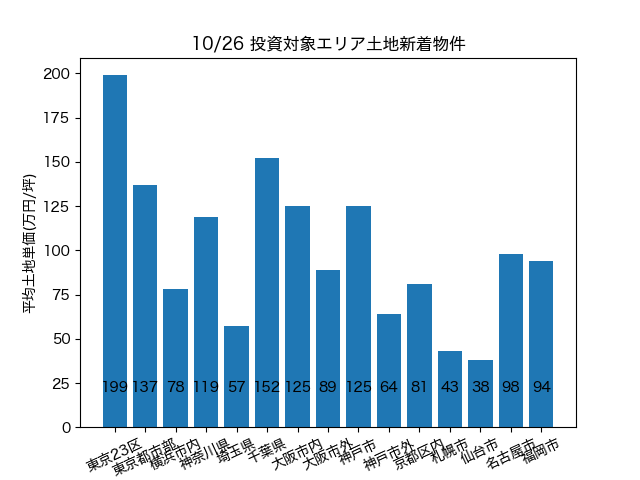 10/26 投資対象エリア土地新着物件
平均土地単価(万円/坪)
200
175
150
125
100
75
50
25
0
199 137 78 119 57 152 125 89 125 64 81 43 38 98 94
東京23区
東京都市部
横浜市内
神奈川県
埼玉県
千葉県
大阪市内
大阪市外
神戸市
神戸市外
京都区内
札幌市
仙台市
名古屋市
福岡市